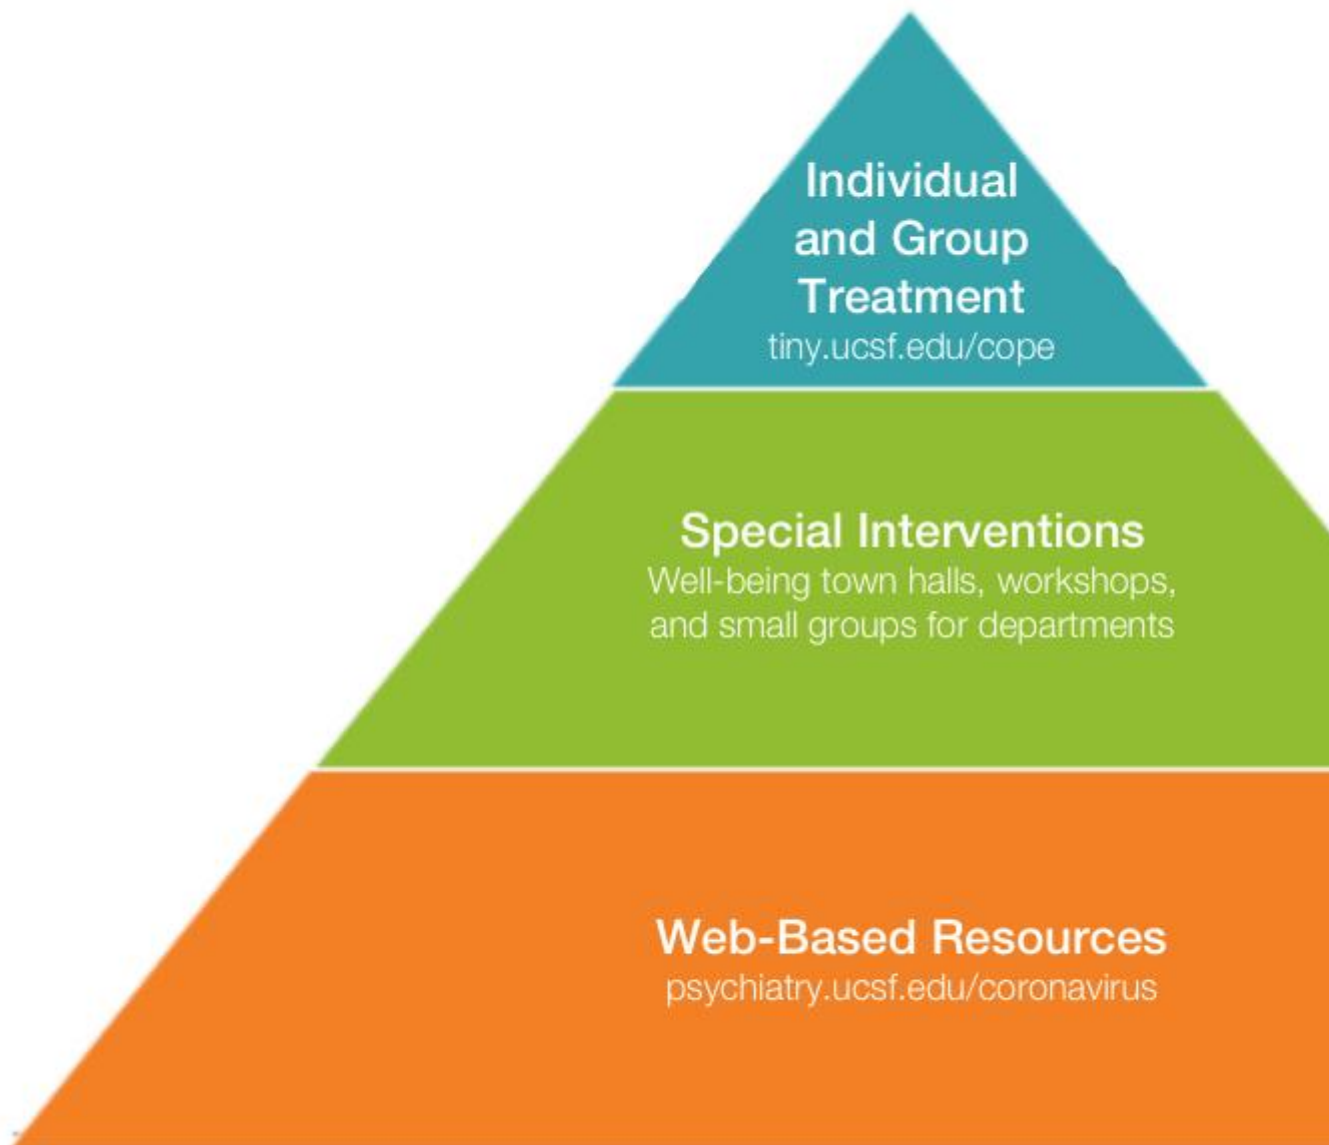 Individual
and Group
Treatment
tiny.ucsf.edu/cope
Special Interventions
Well-being town halls, workshops,
and small groups for departments
Web-Based Resources
psychiatry.ucsf.edu/coronavirus